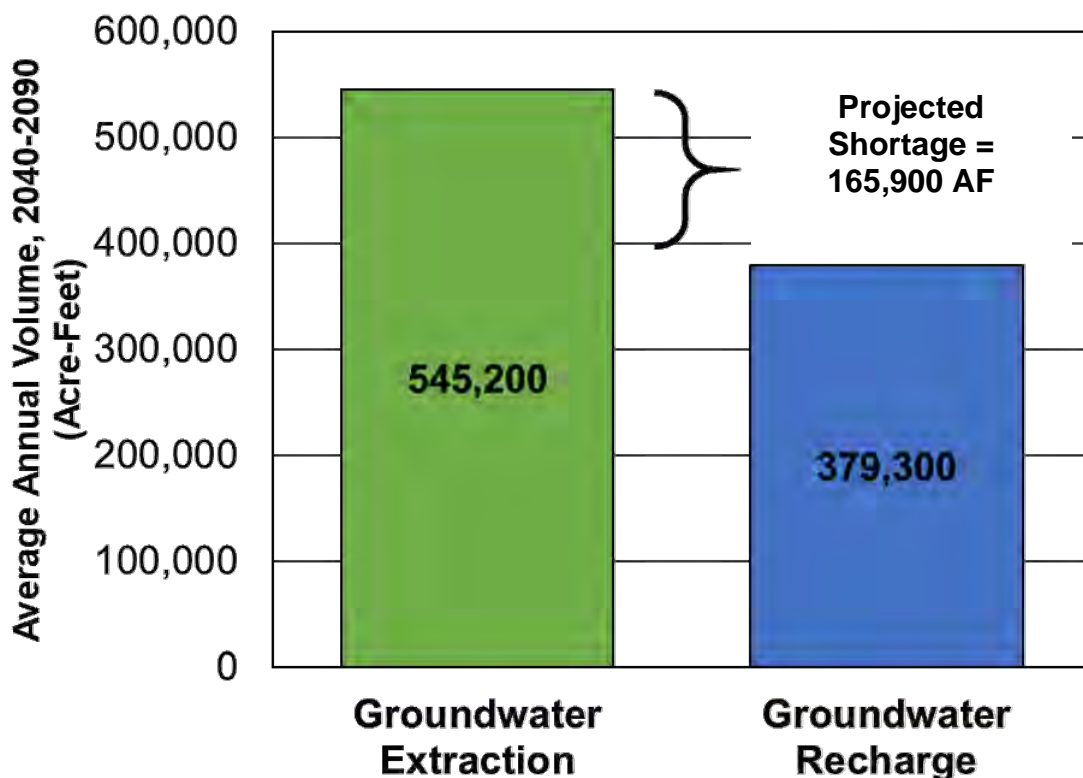 Average Annual Volume, 2040-2090
(Acre-Feet)
600,000
500,000
400,000
300,000
200,000
100,000
0
Projected
Shortage =
165,900 AF
545,200
379,300
Groundwater
Extraction
Groundwater
Recharge